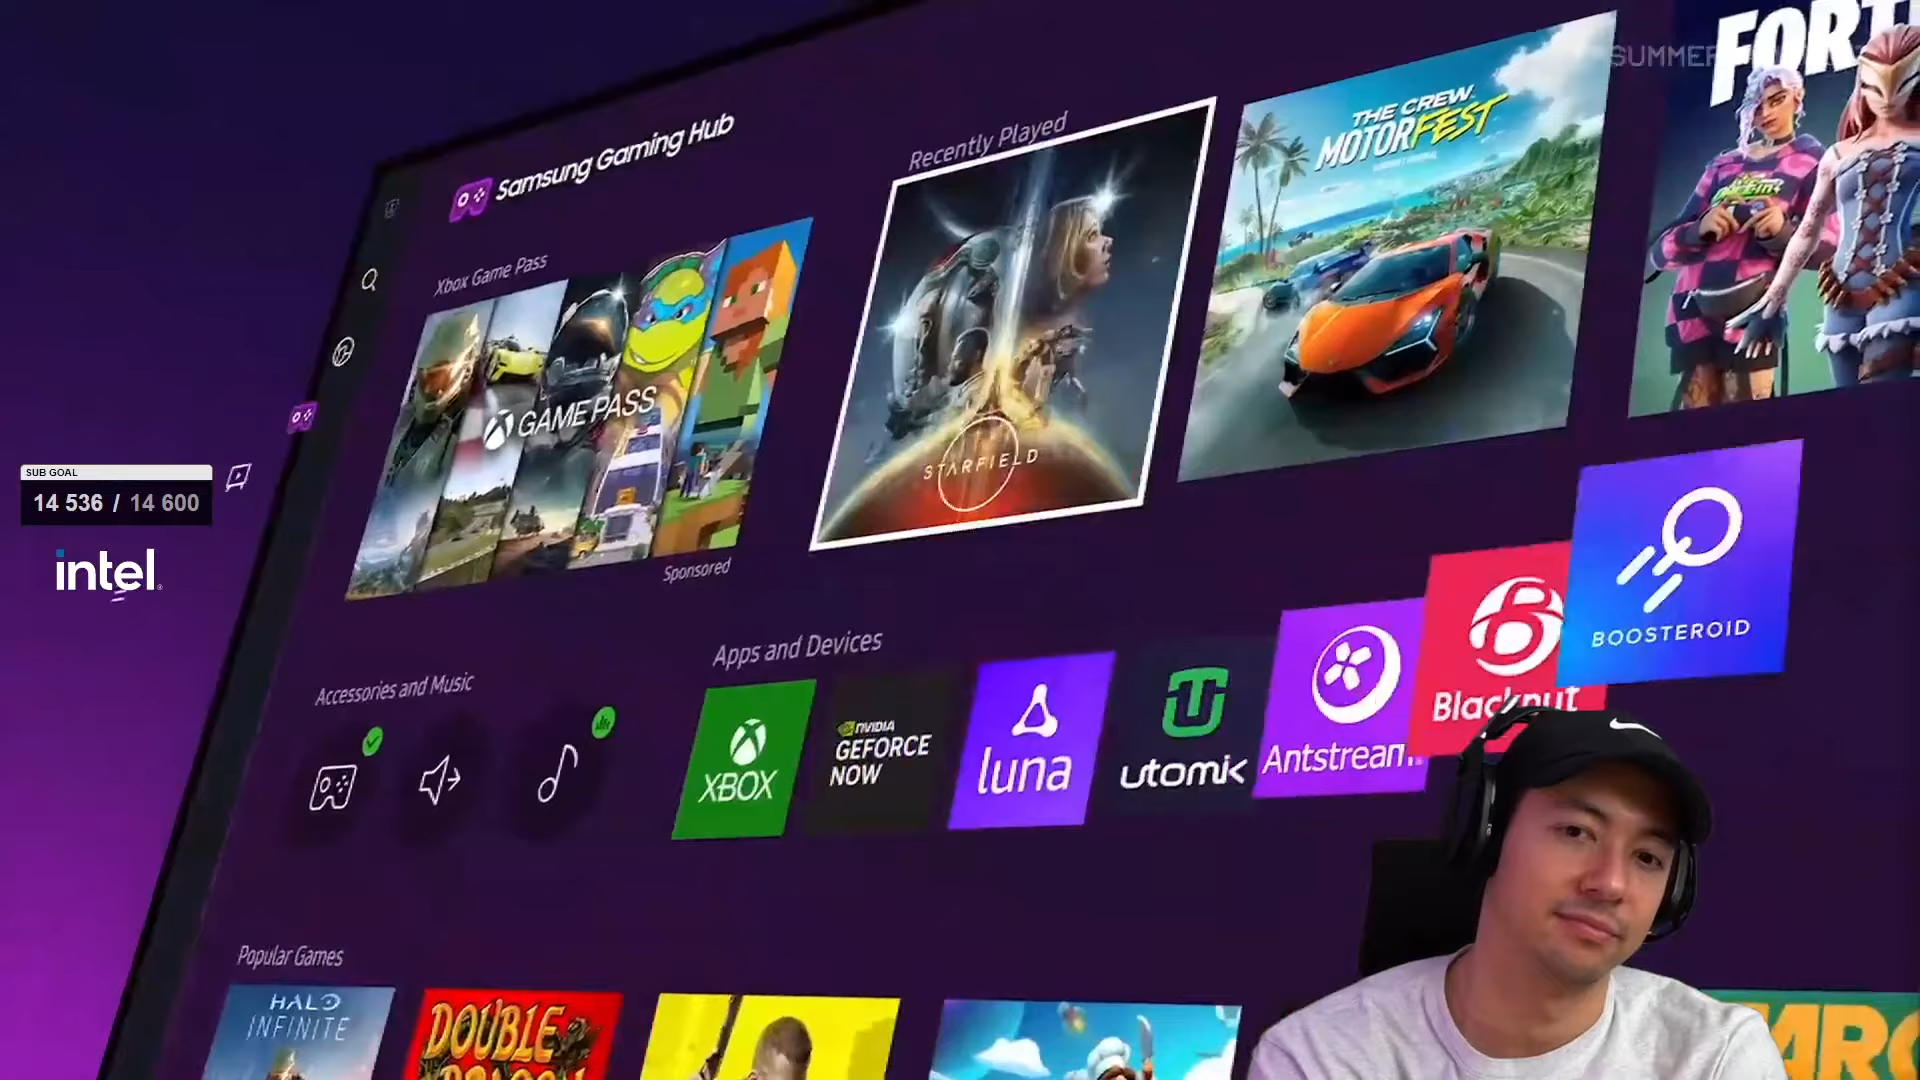 SUMMER
FORT
Samsung Gaming Hub
Recently Played
THE CREW
MOTORFEST
Xbox Game Pass
GAME PASS
STARFIELD
Sponsored
SUB GOAL
14 536 / 14 600
intel
BOOSTEROID
Apps and Devices
Accessories and Music
XBOX
NVIDIA
GEFORCE
NOW
luna
utomik
Antstream
Blacknut
Popular Games
HALO
INFINITE
DOUBLE